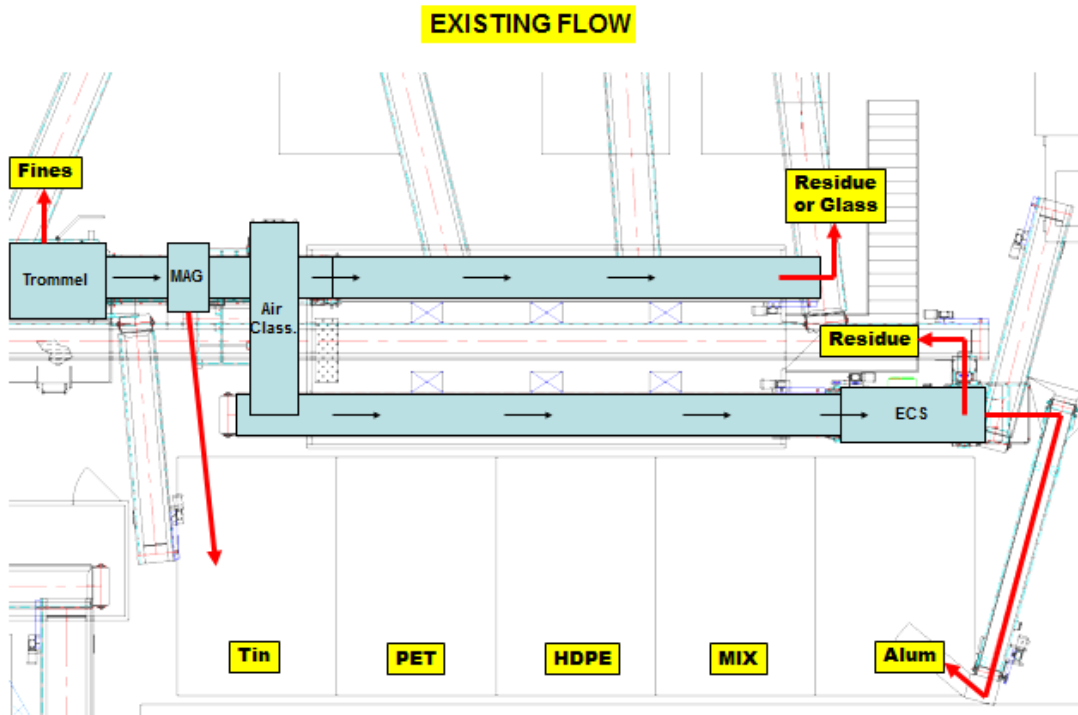 EXISTING FLOW
Fines
Residue
or Glass
Trommel
MAG
Air
Class.
Residue
ECS
Tin
PET
HDPE
MIX
Alum